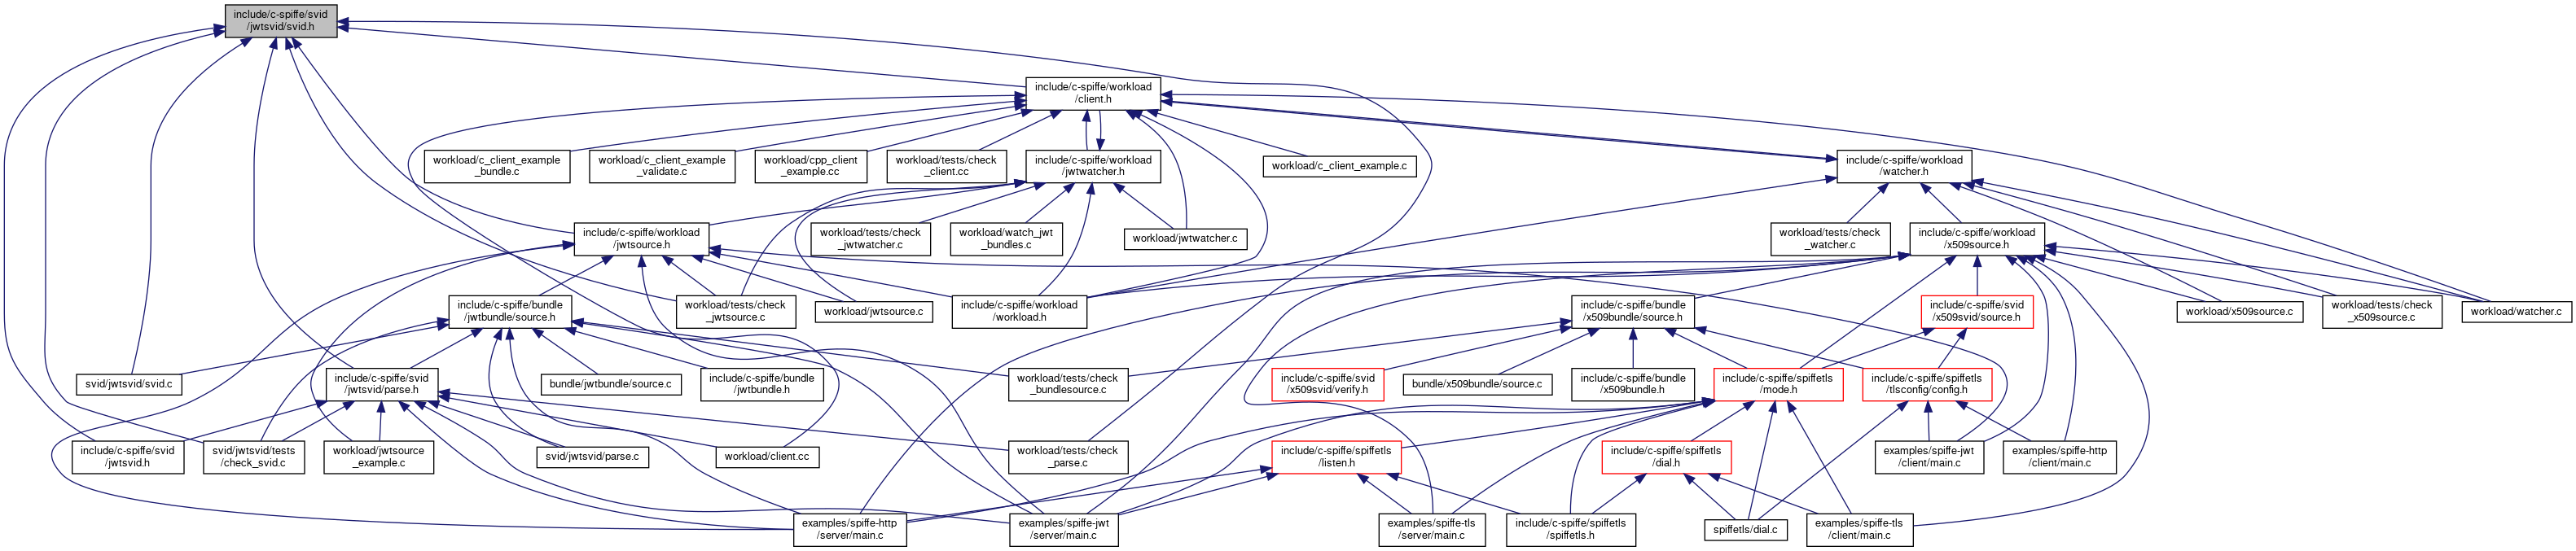 include/c-spiffe/svid
/jwtsvid/svid.h
include/c-spiffe/workload
/client.h
workload/c_client_example
_bundle.c
workload/c_client_example
_validate.c
workload/cpp_client
_example.cc
workload/tests/check
_client.cc
include/c-spiffe/workload
/jwtwatcher.h
workload/c_client_example.c
include/c-spiffe/workload
/watcher.h
include/c-spiffe/workload
/jwtsource.h
workload/tests/check
_jwtwatcher.c
workload/watch_jwt
_bundles.c
workload/jwtwatcher.c
workload/tests/check
_watcher.c
include/c-spiffe/workload
/x509source.h
include/c-spiffe/bundle
/jwtbundle/source.h
workload/tests/check
_jwtsource.c
workload/jwtsource.c
include/c-spiffe/workload
/workload.h
include/c-spiffe/bundle
/x509bundle/source.h
include/c-spiffe/svid
/x509svid/source.h
workload/x509source.c
workload/tests/check
_x509source.c
workload/watcher.c
svid/jwtsvid/svid.c
include/c-spiffe/svid
/jwtsvid/parse.h
bundle/jwtbundle/source.c
include/c-spiffe/bundle
/jwtbundle.h
workload/tests/check
_bundlesource.c
include/c-spiffe/svid
/x509svid/verify.h
bundle/x509bundle/source.c
include/c-spiffe/bundle
/x509bundle.h
include/c-spiffe/spiffetls
/mode.h
include/c-spiffe/spiffetls
/tlsconfig/config.h
include/c-spiffe/svid
/jwtsvid.h
svid/jwtsvid/tests
/check_svid.c
workload/jwtsource
_example.c
svid/jwtsvid/parse.c
workload/client.cc
workload/tests/check
_parse.c
include/c-spiffe/spiffetls
/listen.h
include/c-spiffe/spiffetls
/dial.h
examples/spiffe-jwt
/client/main.c
examples/spiffe-http
/client/main.c
examples/spiffe-http
/server/main.c
examples/spiffe-jwt
/server/main.c
examples/spiffe-tls
/server/main.c
include/c-spiffe/spiffetls
/spiffetls.h
spiffetls/dial.c
examples/spiffe-tls
/client/main.c